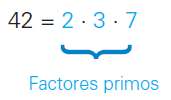 42 = 2 · 3 · 7
Factores primos